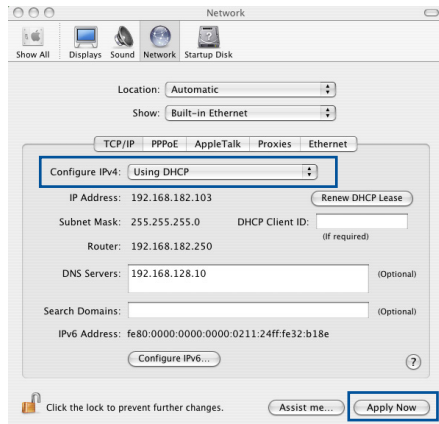 Network
Show All Displays Sound Network Startup Disk
Location: Automatic
Show: Built-in Ethernet
TCP/IP PPPoE AppleTalk Proxies Ethernet
Configure IPv4: Using DHCP
IP Address: 192.168.182.103 Renew DHCP Lease
Subnet Mask: 255.255.255.0 DHCP Client ID:
(If required)
Router: 192.168.182.250
DNS Servers: 192.168.128.10 (Optional)
Search Domains: (Optional)
IPv6 Address: fe80:0000:0000:0000:0211:24ff:fe32:b18e
Configure IPv6... ?
Click the lock to prevent further changes. Assist me... Apply Now